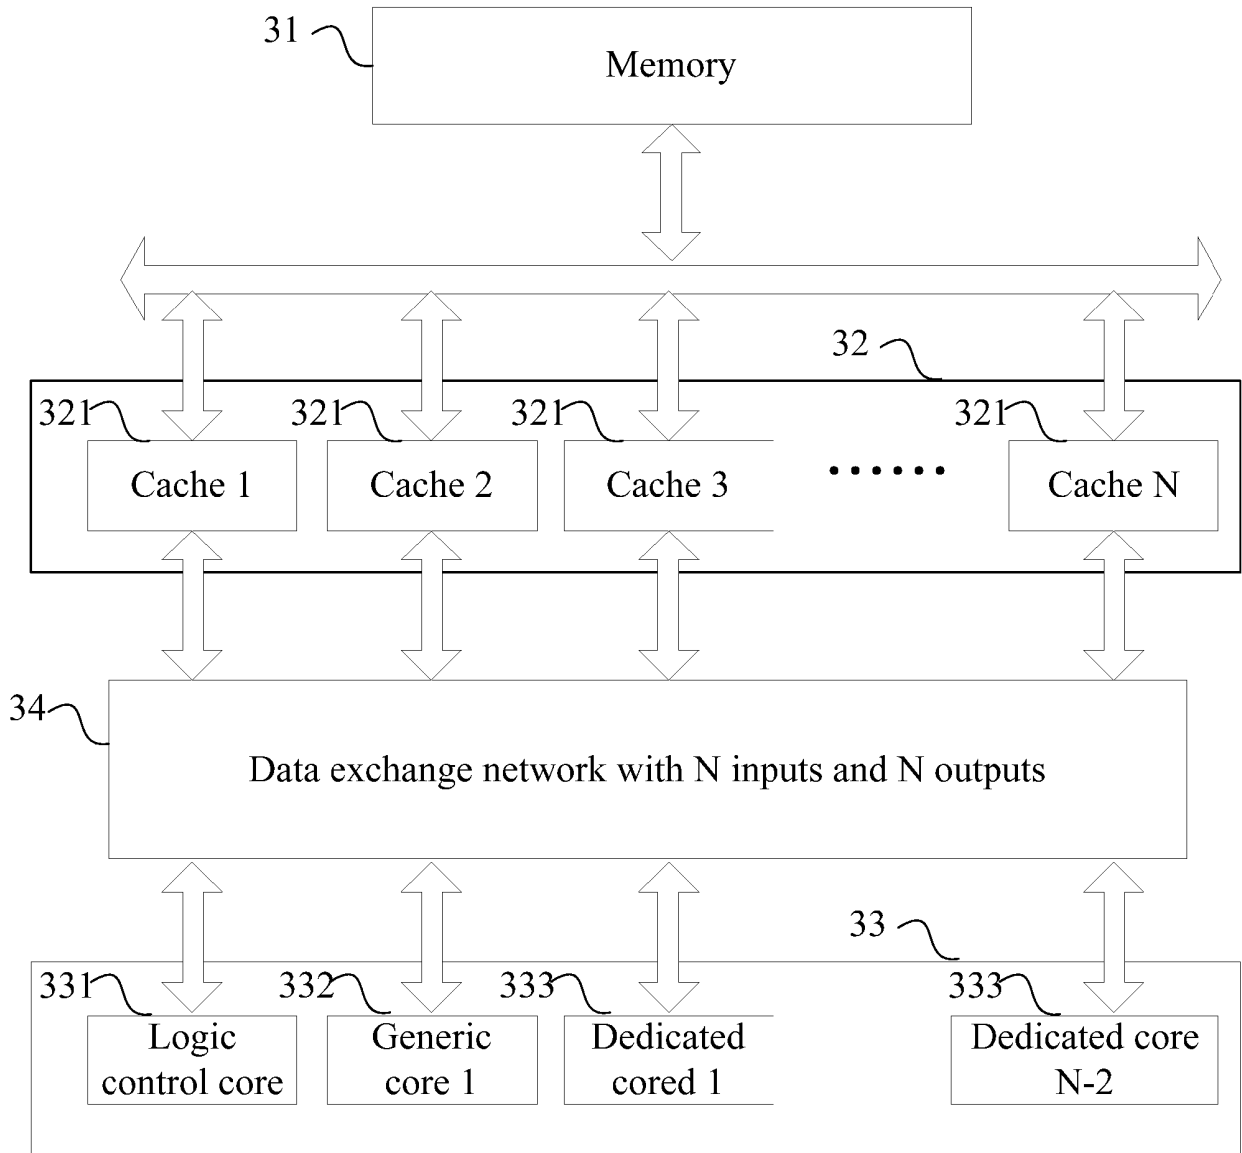 31
Memory
32
321
321
321
321
Cache 1
Cache 2
Cache 3
......
Cache N
34
Data exchange network with N inputs and N outputs
33
331
332
333
333
Logic
control core
Generic
core 1
Dedicated
cored 1
Dedicated core
N-2